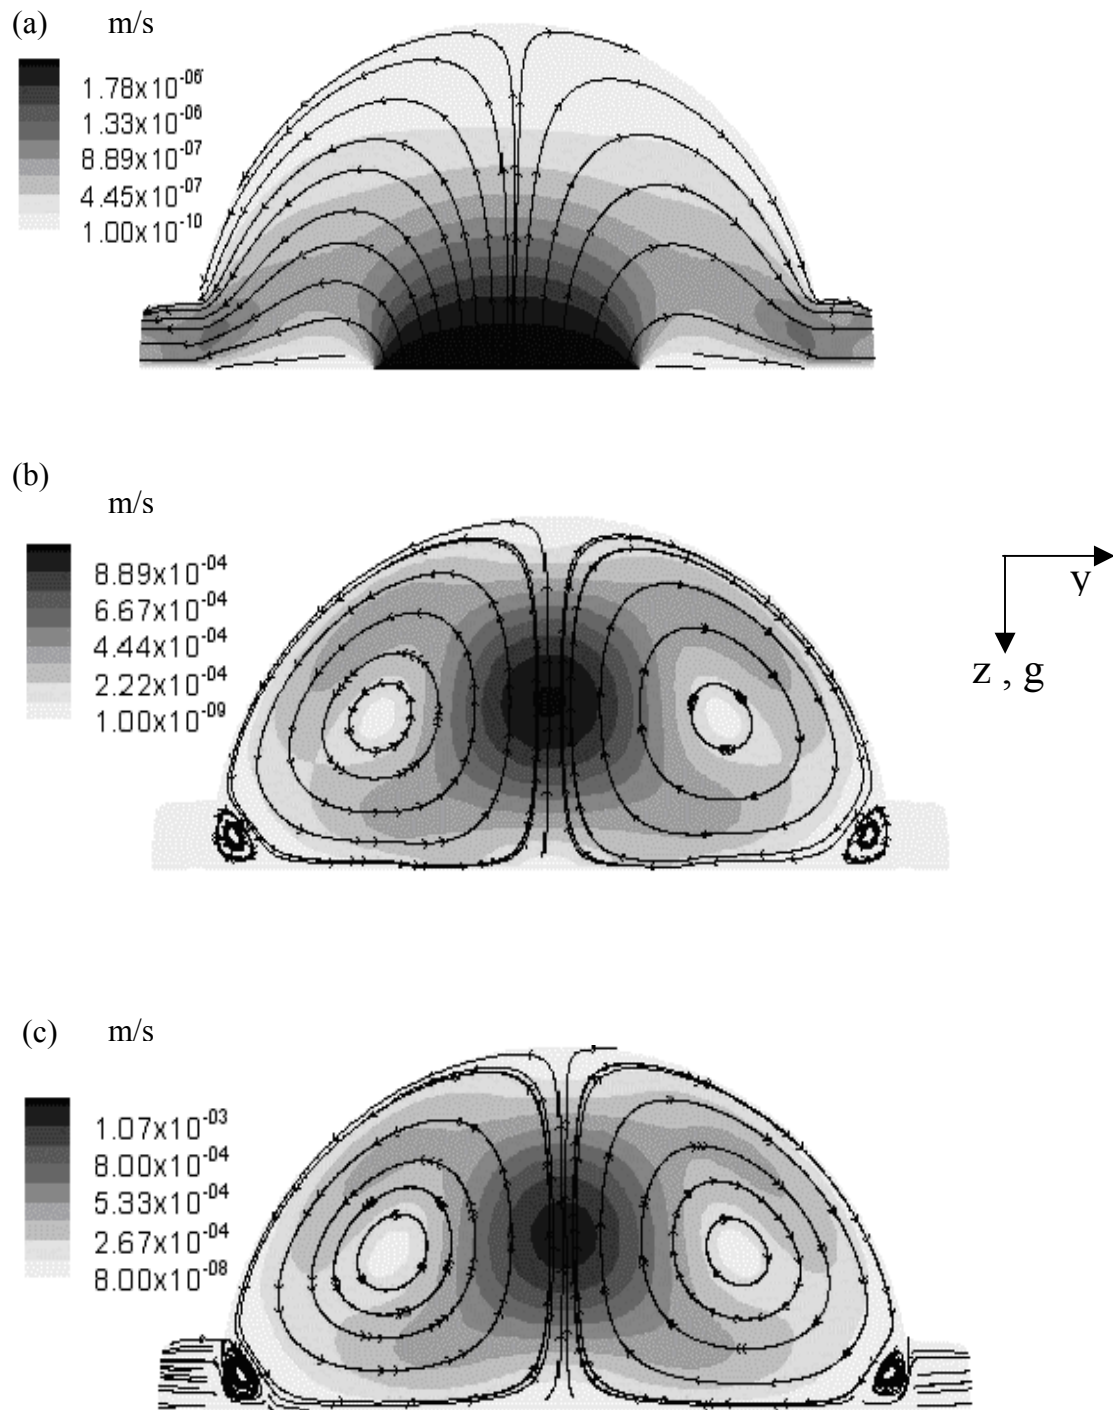 (a) m/s
1.78x10⁻⁰⁶
1.33x10⁻⁰⁶
8.89x10⁻⁰⁷
4.45x10⁻⁰⁷
1.00x10⁻¹⁰
(b)
m/s
8.89x10⁻⁰⁴
6.67x10⁻⁰⁴
4.44x10⁻⁰⁴
2.22x10⁻⁰⁴
1.00x10⁻⁰⁹
y
z , g
(c) m/s
1.07x10⁻⁰³
8.00x10⁻⁰⁴
5.33x10⁻⁰⁴
2.67x10⁻⁰⁴
8.00x10⁻⁰⁸